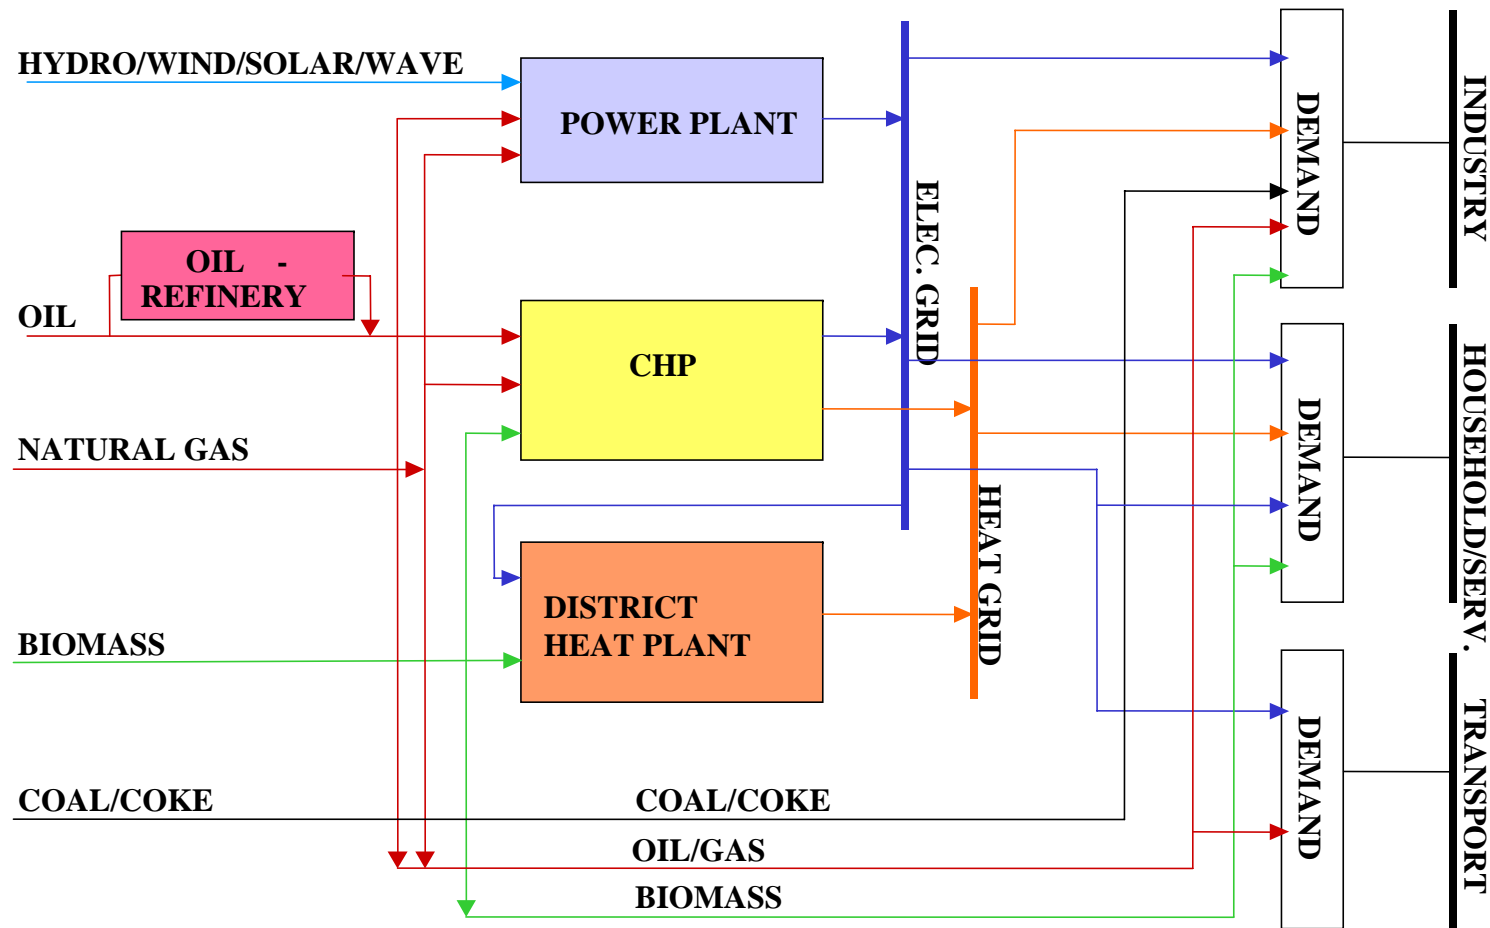 HYDRO/WIND/SOLAR/WAVE
POWER PLANT
OIL -
REFINERY
OIL
CHP
NATURAL GAS
DISTRICT
HEAT PLANT
BIOMASS
COAL/COKE
COAL/COKE
OIL/GAS
BIOMASS
ELEC. GRID
HEAT GRID
DEMAND
INDUSTRY
DEMAND
HOUSEHOLD/SERV.
DEMAND
TRANSPORT